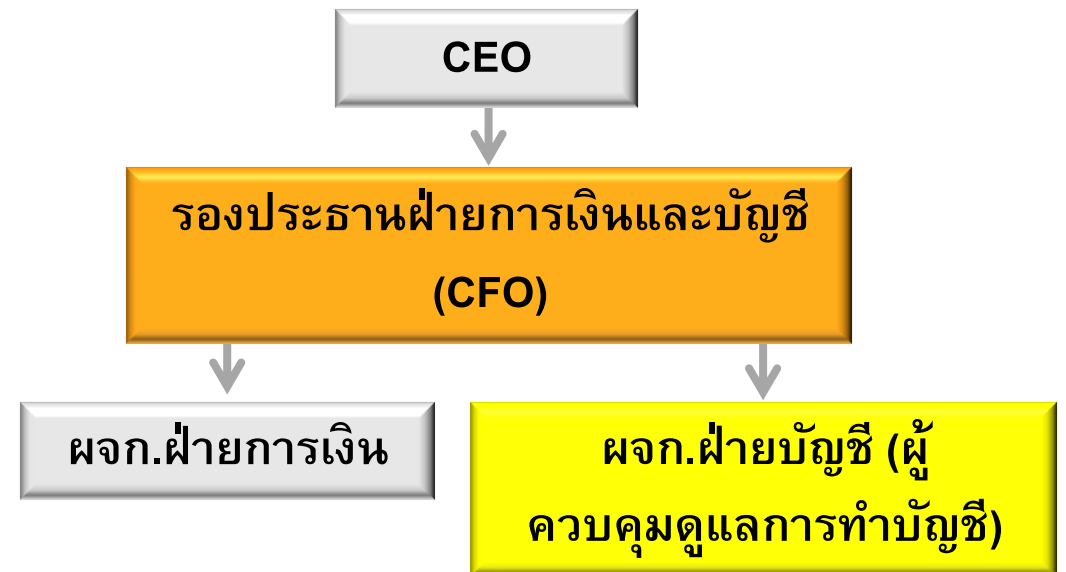 CEO
รองประธานฝ่ายการเงินและบัญชี
(CFO)
ผจก.ฝ่ายการเงิน
ผจก.ฝ่ายบัญชี (ผู้
ควบคุมดูแลการทำบัญชี)